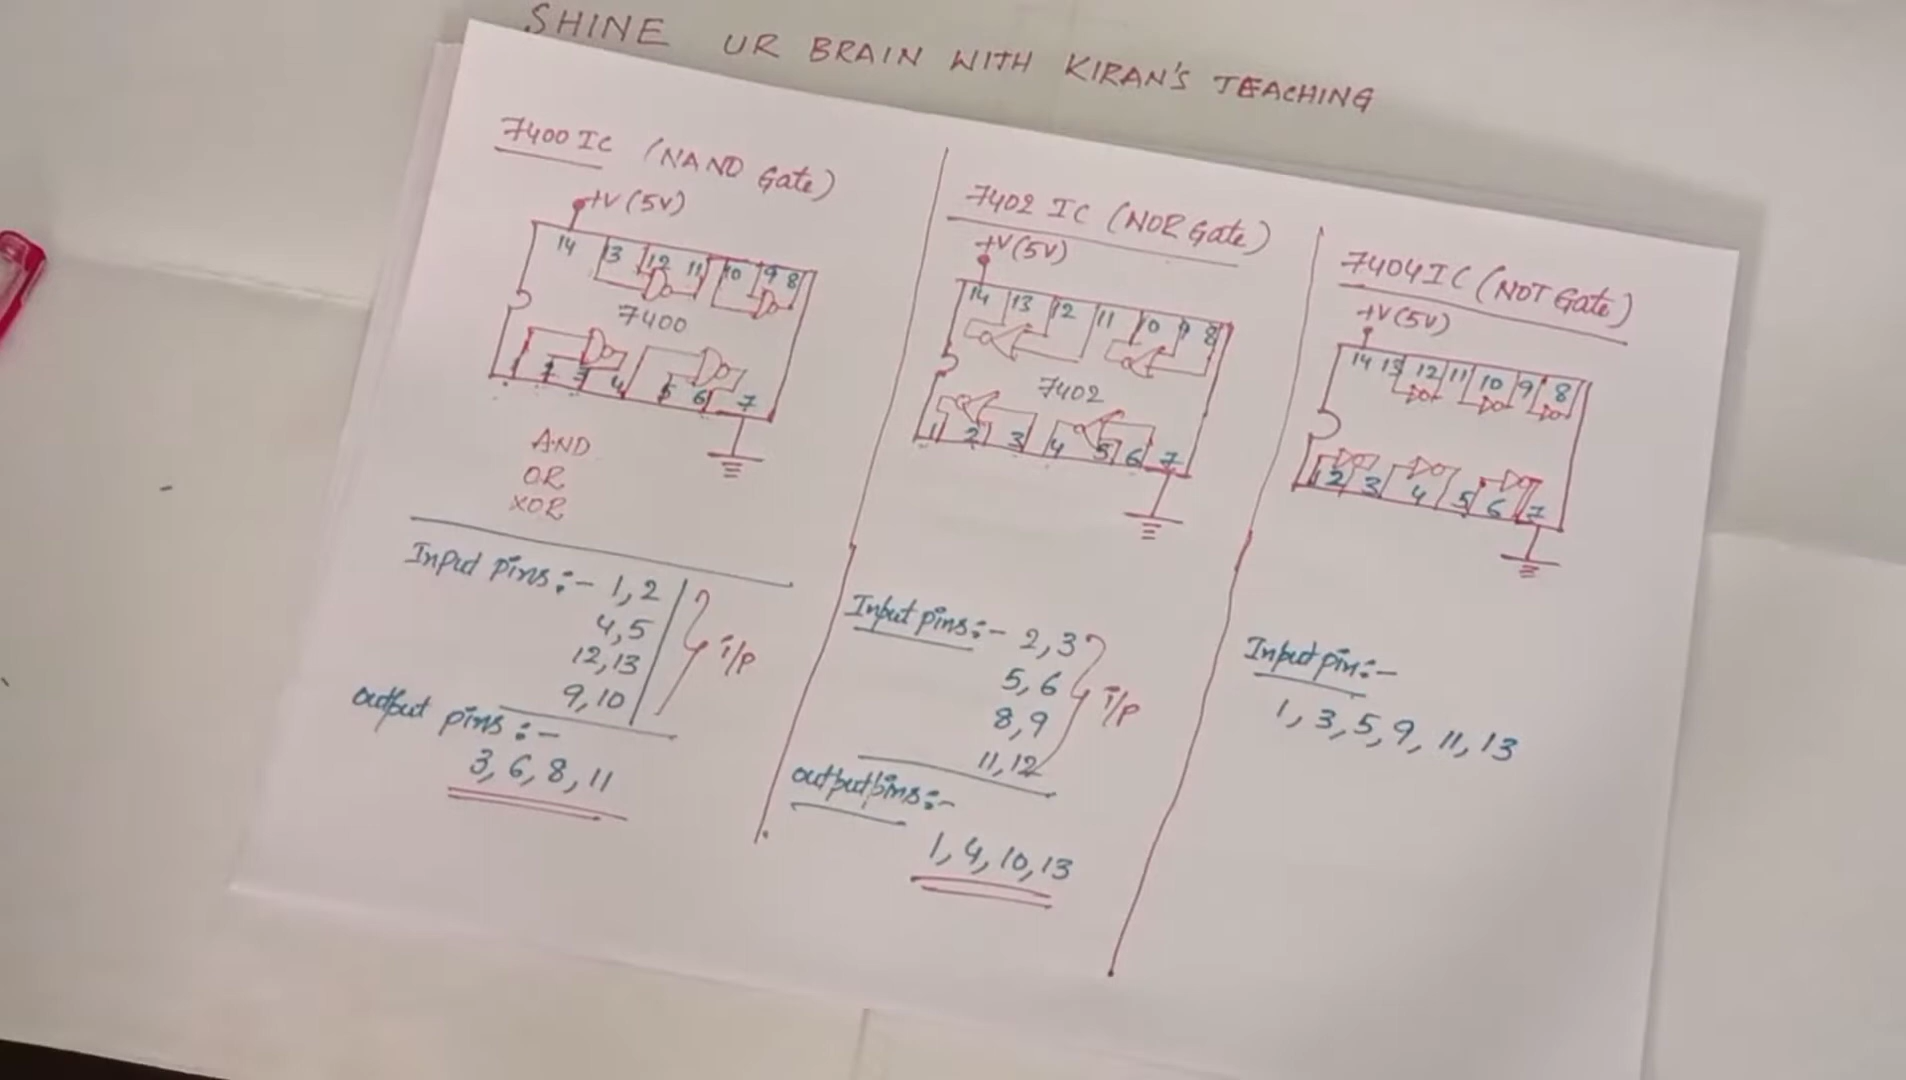 SHINE UR BRAIN WITH KIRAN'S TEACHING
7400 IC (NAND Gate)
+V (5V)
14 13 12 11 10 9 8
7400
1 2 3 4 5 6 7
AND
OR
XOR
Input pins:- 1, 2
4, 5
12, 13
9, 10
i/p
output pins:-
3, 6, 8, 11
7402 IC (NOR Gate)
+V (5V)
14 13 12 11 10 9 8
7402
1 2 3 4 5 6 7
Input pins:- 2, 3
5, 6
8, 9
11, 12
i/p
output pins:-
1, 4, 10, 13
7404 IC (NOT Gate)
+V (5V)
14 13 12 11 10 9 8
1 2 3 4 5 6 7
Input pin:-
1, 3, 5, 9, 11, 13